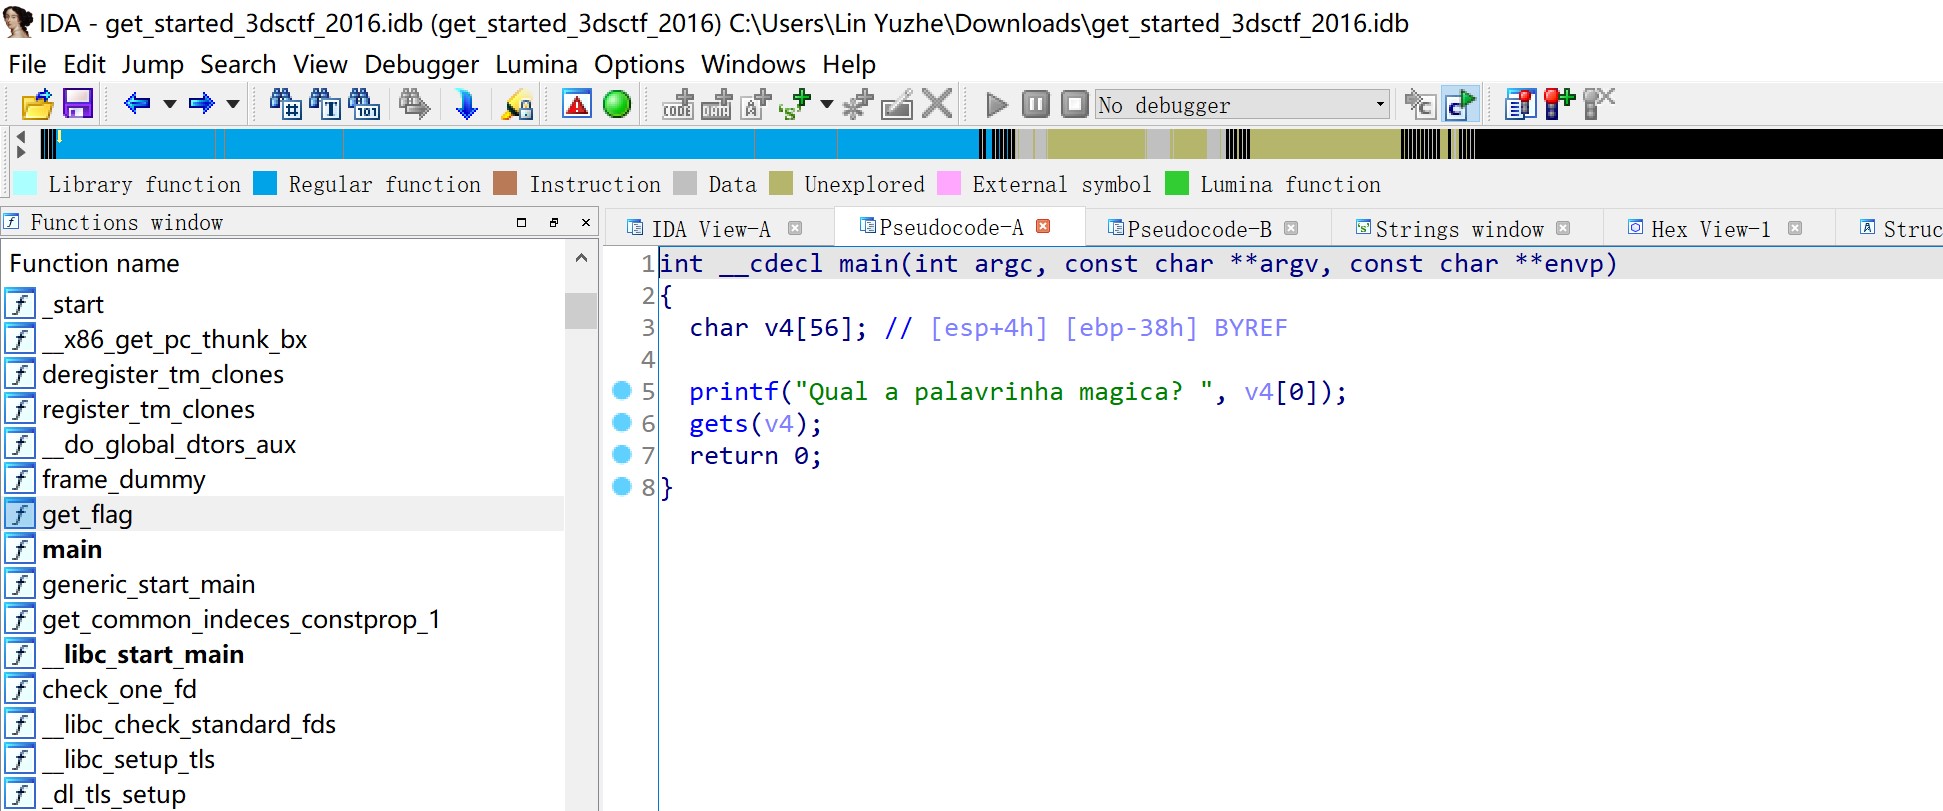 IDA - get_started_3dsctf_2016.idb (get_started_3dsctf_2016) C:\Users\Lin Yuzhe\Downloads\get_started_3dsctf_2016.idb
File Edit Jump Search View Debugger Lumina Options Windows Help
No debugger
Library function Regular function Instruction Data Unexplored External symbol Lumina function
Functions window
IDA View-A Pseudocode-A Pseudocode-B Strings window Hex View-1 Struc
Function name
_start
__x86_get_pc_thunk_bx
deregister_tm_clones
register_tm_clones
__do_global_dtors_aux
frame_dummy
get_flag
main
generic_start_main
get_common_indeces_constprop_1
__libc_start_main
check_one_fd
__libc_check_standard_fds
__libc_setup_tls
_dl_tls_setup
1 int __cdecl main(int argc, const char **argv, const char **envp)
2 {
3   char v4[56]; // [esp+4h] [ebp-38h] BYREF
4
5   printf("Qual a palavrinha magica? ", v4[0]);
6   gets(v4);
7   return 0;
8 }